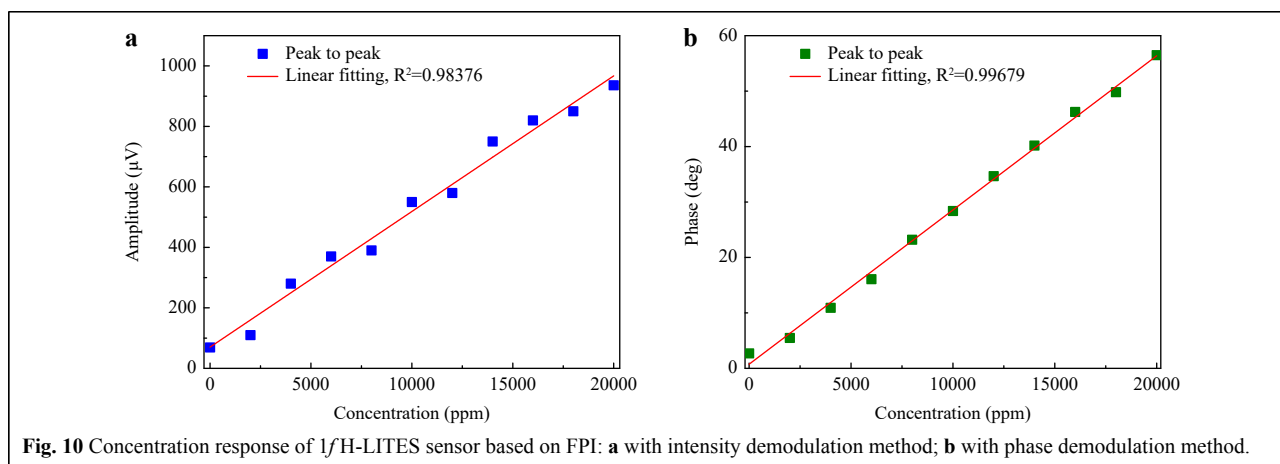 a
Peak to peak
Linear fitting, R²=0.98376
1000
800
600
400
200
0
Amplitude (µV)
0 5000 10000 15000 20000
Concentration (ppm)
b
Peak to peak
Linear fitting, R²=0.99679
60
40
20
0
Phase (deg)
0 5000 10000 15000 20000
Concentration (ppm)
Fig. 10 Concentration response of 1f H-LITES sensor based on FPI: a with intensity demodulation method; b with phase demodulation method.